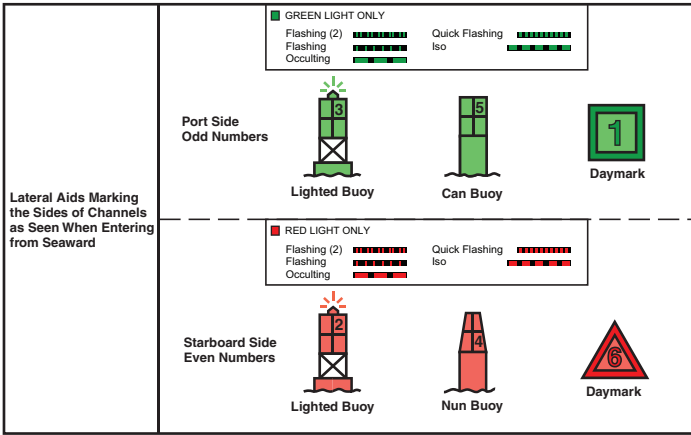 GREEN LIGHT ONLY
Flashing (2) Quick Flashing
Flashing Iso
Occulting
Port Side
Odd Numbers
3
5
1
Lighted Buoy
Can Buoy
Daymark
Lateral Aids Marking
the Sides of Channels
as Seen When Entering
from Seaward
RED LIGHT ONLY
Flashing (2) Quick Flashing
Flashing Iso
Occulting
Starboard Side
Even Numbers
2
4
6
Lighted Buoy
Nun Buoy
Daymark